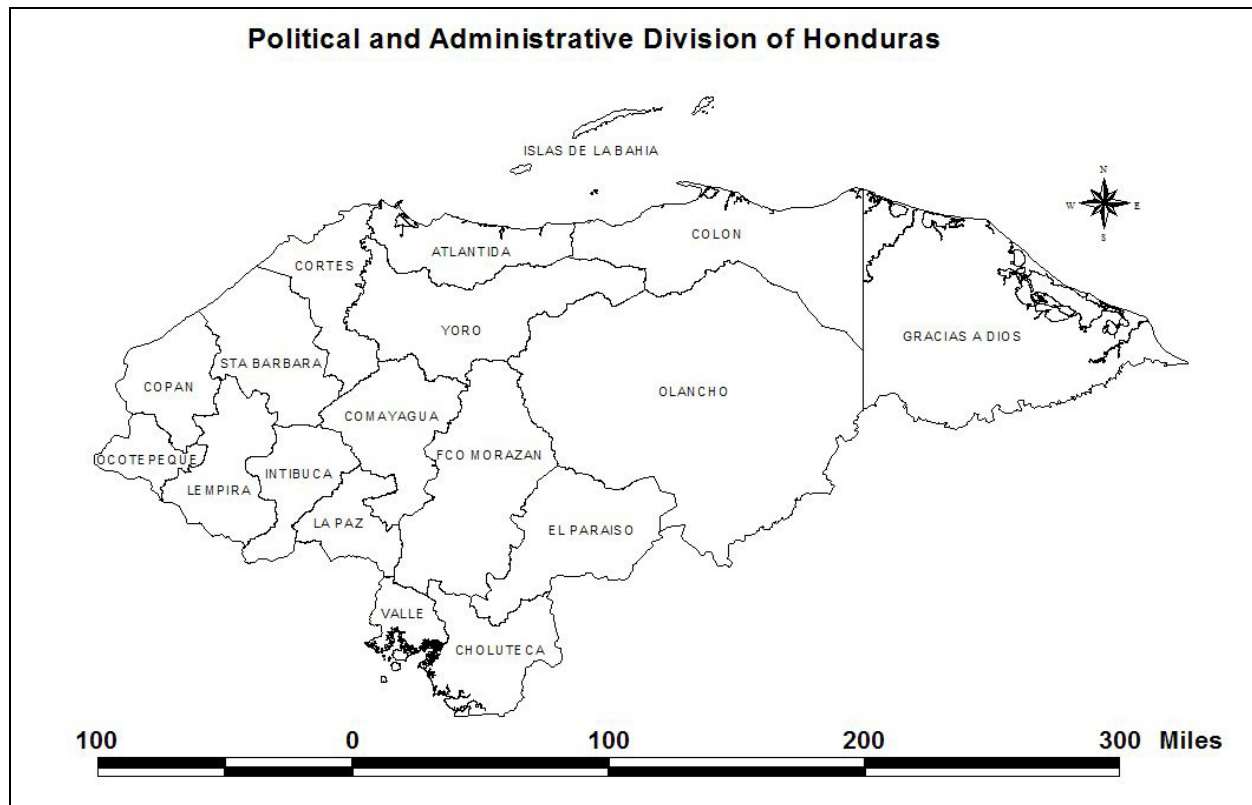 Political and Administrative Division of Honduras
ISLAS DE LA BAHIA
N
W E
S
COLON
ATLANTIDA
CORTES
YORO
GRACIAS A DIOS
STA BARBARA
COPAN
OLANCHO
COMAYAGUA
FCO MORAZAN
OCOTEPEQUE
INTIBUCA
LEMPIRA
LA PAZ
EL PARAISO
VALLE
CHOLUTECA
100 0 100 200 300 Miles